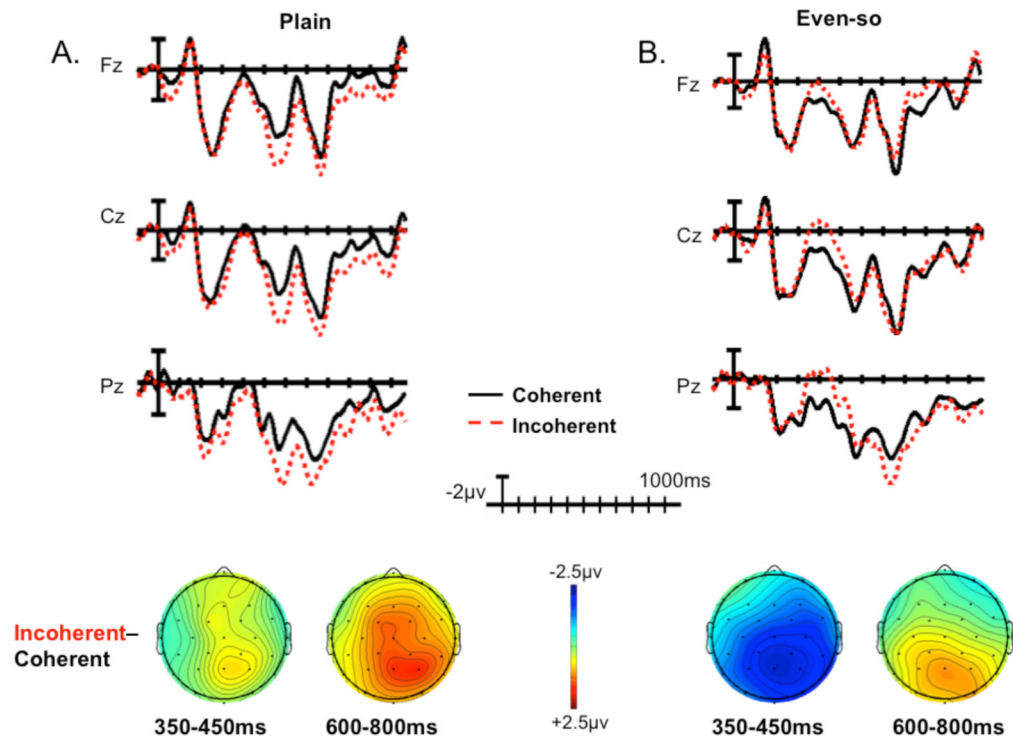 Plain
Even-so
A.
B.
Fz
Fz
Cz
Cz
Pz
Pz
Coherent
Incoherent
-2μv
1000ms
-2.5μv
Incoherent–
Coherent
+2.5μv
350-450ms
600-800ms
350-450ms
600-800ms